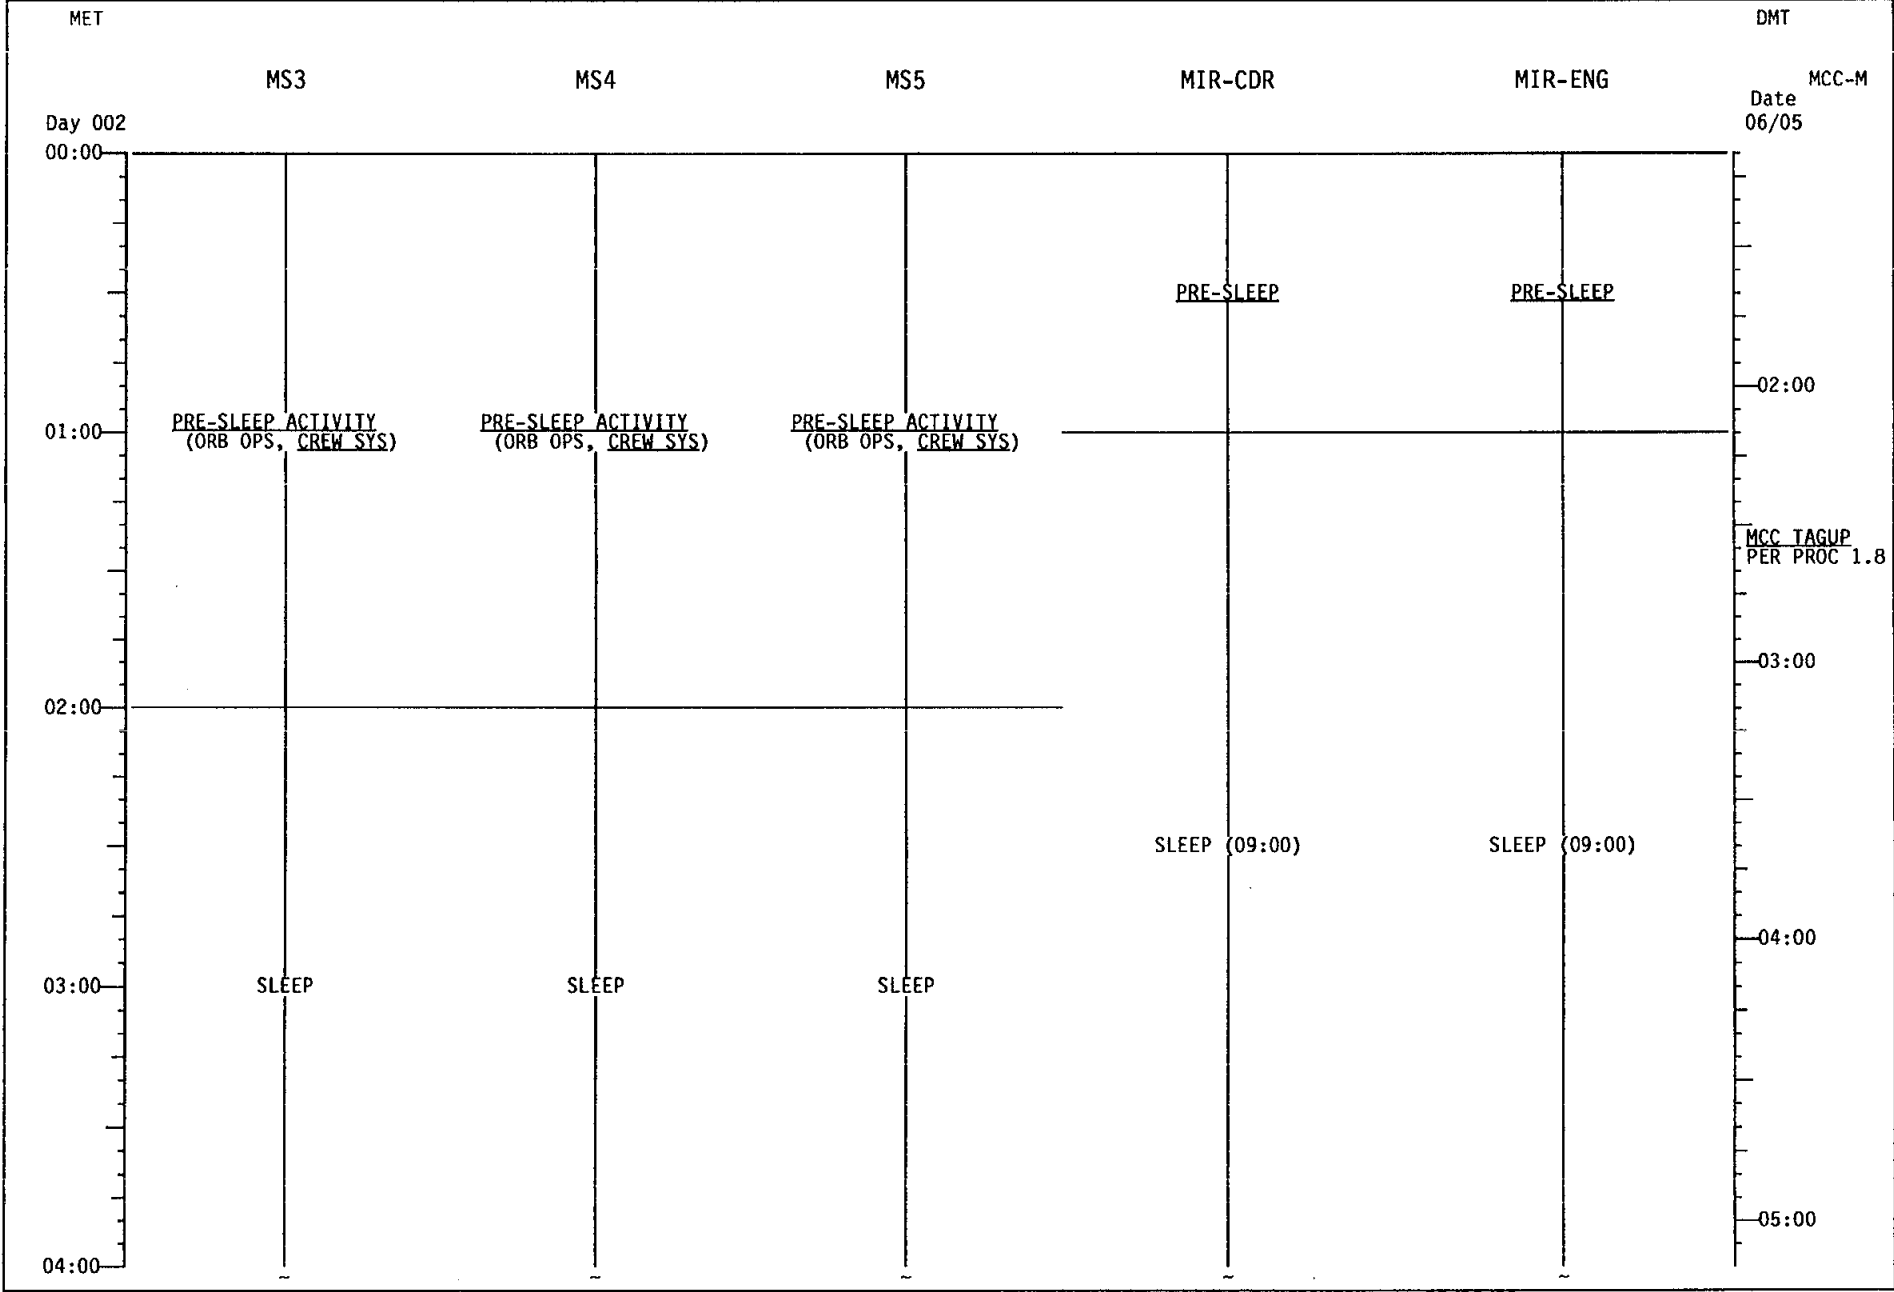 MET DMT
MS3 MS4 MS5 MIR-CDR MIR-ENG MCC-M
Date
Day 002 06/05
00:00
PRE-SLEEP PRE-SLEEP
02:00
PRE-SLEEP ACTIVITY PRE-SLEEP ACTIVITY PRE-SLEEP ACTIVITY
01:00 (ORB OPS, CREW SYS) (ORB OPS, CREW SYS) (ORB OPS, CREW SYS)
MCC TAGUP
PER PROC 1.8
03:00
02:00
SLEEP (09:00) SLEEP (09:00)
04:00
03:00 SLEEP SLEEP SLEEP
05:00
04:00
~ ~ ~ ~ ~